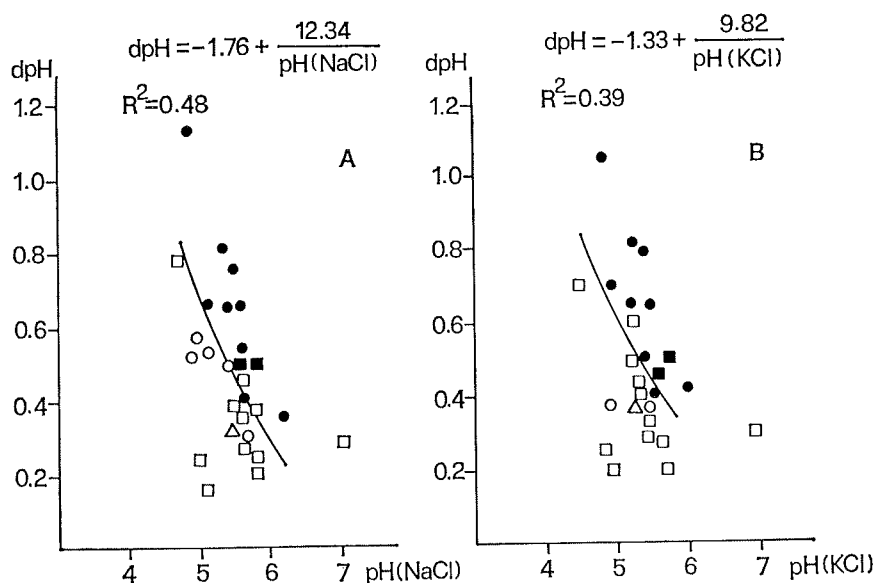 dpH = -1.76 + 12.34 / pH(NaCl)
dpH
R²=0.48
A
1.2
1.0
0.8
0.6
0.4
0.2
4 5 6 7 pH(NaCl)
dpH = -1.33 + 9.82 / pH(KCl)
dpH
R²=0.39
B
1.2
1.0
0.8
0.6
0.4
0.2
4 5 6 7 pH(KCl)